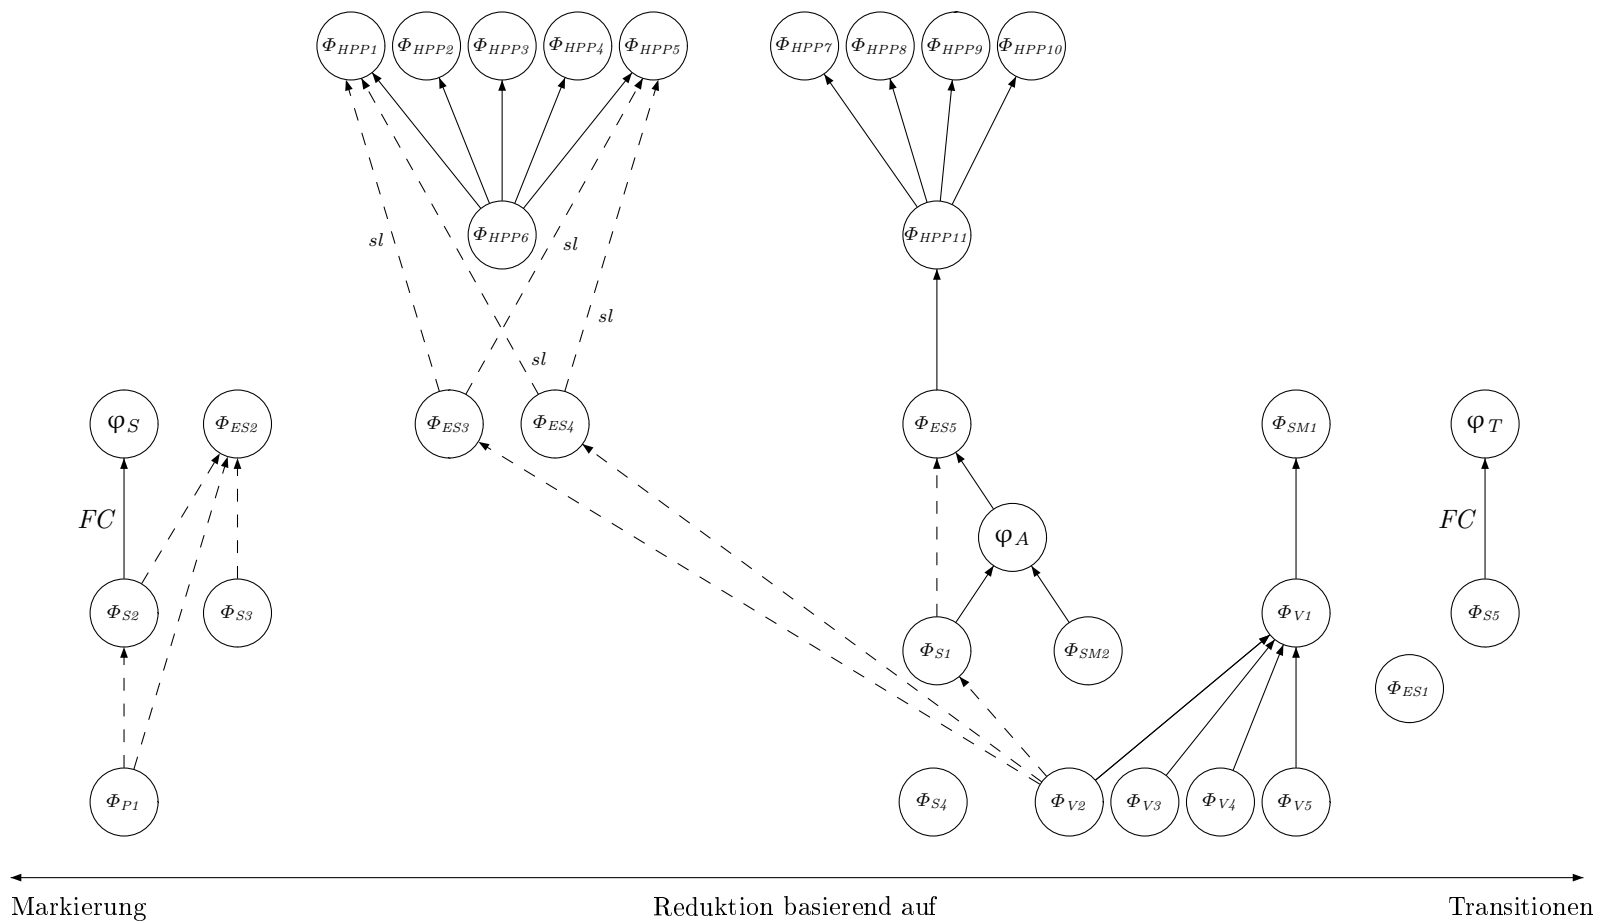 Φ_HPP1 Φ_HPP2 Φ_HPP3 Φ_HPP4 Φ_HPP5 Φ_HPP7 Φ_HPP8 Φ_HPP9 Φ_HPP10
Φ_HPP6 Φ_HPP11
sl sl
sl
sl
φ_S Φ_ES2 Φ_ES3 Φ_ES4 Φ_ES5 Φ_SM1 φ_T
FC FC
φ_A
Φ_S2 Φ_S3 Φ_V1 Φ_S5
Φ_S1 Φ_SM2
Φ_ES1
Φ_P1 Φ_S4 Φ_V2 Φ_V3 Φ_V4 Φ_V5
Markierung Reduktion basierend auf Transitionen